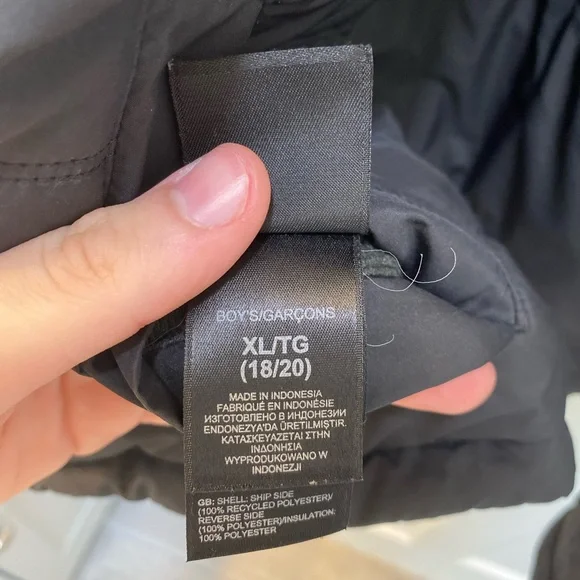 BOY'S/GARÇONS
XL/TG
(18/20)
MADE IN INDONESIA
FABRIQUÉ EN INDONÉSIE
ИЗГОТОВЛЕНО В ИНДОНЕЗИИ
ENDONEZYA'DA ÜRETILMIŞTIR.
ΚΑΤΑΣΚΕΥΑΖΕΤΑΙ ΣΤΗΝ
ΙΝΔΟΝΗΣΙΑ
WYPRODUKOWANO W
INDONEZJI
GB: SHELL: SHIP SIDE
(100% RECYCLED POLYESTER)/
REVERSE SIDE
(100% POLYESTER)/INSULATION:
100% POLYESTER